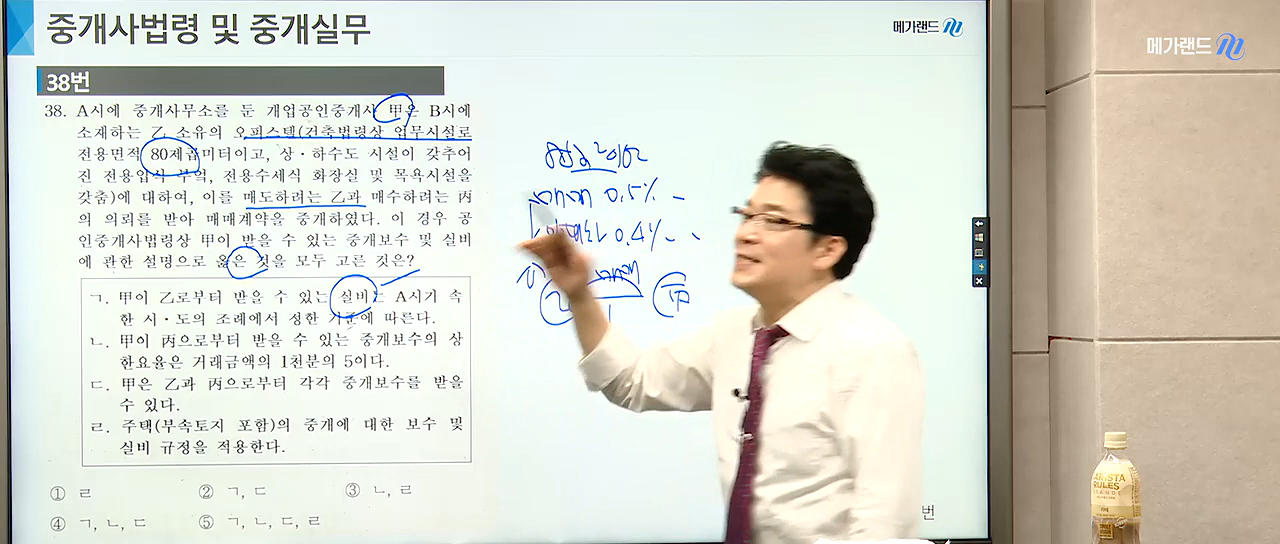 중개사법령 및 중개실무
메가랜드
메가랜드
38번
38. A시에 중개사무소를 둔 개업공인중개사 甲은 B시에
소재하는 乙 소유의 오피스텔(건축법령상 업무시설로
전용면적 80제곱미터이고, 상·하수도 시설이 갖추어
진 전용입식 부엌, 전용수세식 화장실 및 목욕시설을
갖춤)에 대하여, 이를 매도하려는 乙과 매수하려는 丙
의 의뢰를 받아 매매계약을 중개하였다. 이 경우 공
인중개사법령상 甲이 받을 수 있는 중개보수 및 실비
에 관한 설명으로 옳은 것을 모두 고른 것은?
ㄱ. 甲이 乙로부터 받을 수 있는 실비는 A시가 속
한 시·도의 조례에서 정한 기준에 따른다.
ㄴ. 甲이 丙으로부터 받을 수 있는 중개보수의 상
한요율은 거래금액의 1천분의 5이다.
ㄷ. 甲은 乙과 丙으로부터 각각 중개보수를 받을
수 있다.
ㄹ. 주택(부속토지 포함)의 중개에 대한 보수 및
실비 규정을 적용한다.
① ㄹ ② ㄱ, ㄷ ③ ㄴ, ㄹ
④ ㄱ, ㄴ, ㄷ ⑤ ㄱ, ㄴ, ㄷ, ㄹ
매매 0.5%
0.4%
매매
乙 丙
번
BARISTA
RULES